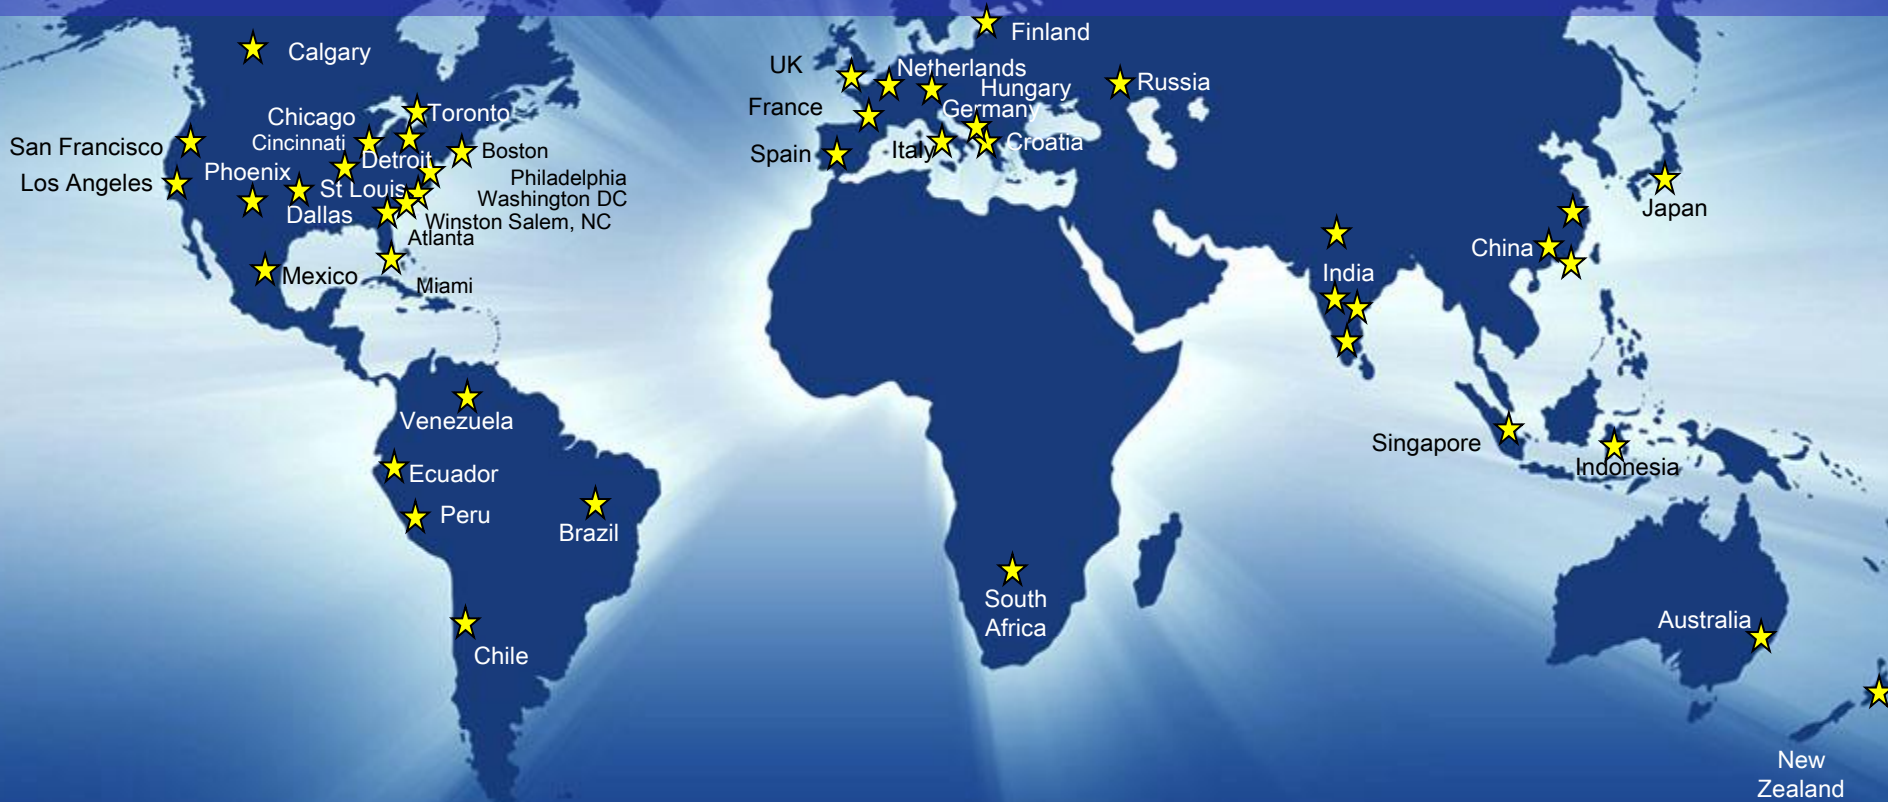 Finland
Calgary
UK
Netherlands
Hungary
Russia
France
Germany
Chicago
Toronto
Cincinnati
Croatia
San Francisco
Detroit
Boston
Italy
Spain
Phoenix
Los Angeles
St Louis
Philadelphia
Washington DC
Dallas
Winston Salem, NC
Japan
Atlanta
China
Mexico
India
Miami
Venezuela
Singapore
Ecuador
Indonesia
Peru
Brazil
South
Africa
Australia
Chile
New
Zealand